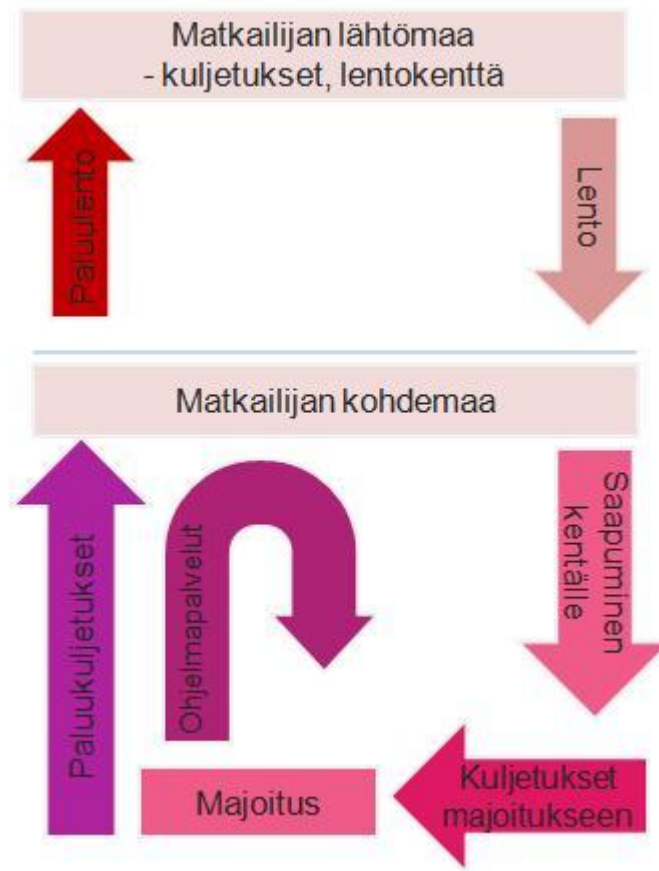 Matkailijan lähtömaa
- kuljetukset, lentokenttä
Paluulento
Lento
Matkailijan kohdemaa
Paluukuljetukset
Ohjelmapalvelut
Saapuminen
kentälle
Majoitus
Kuljetukset
majoitukseen